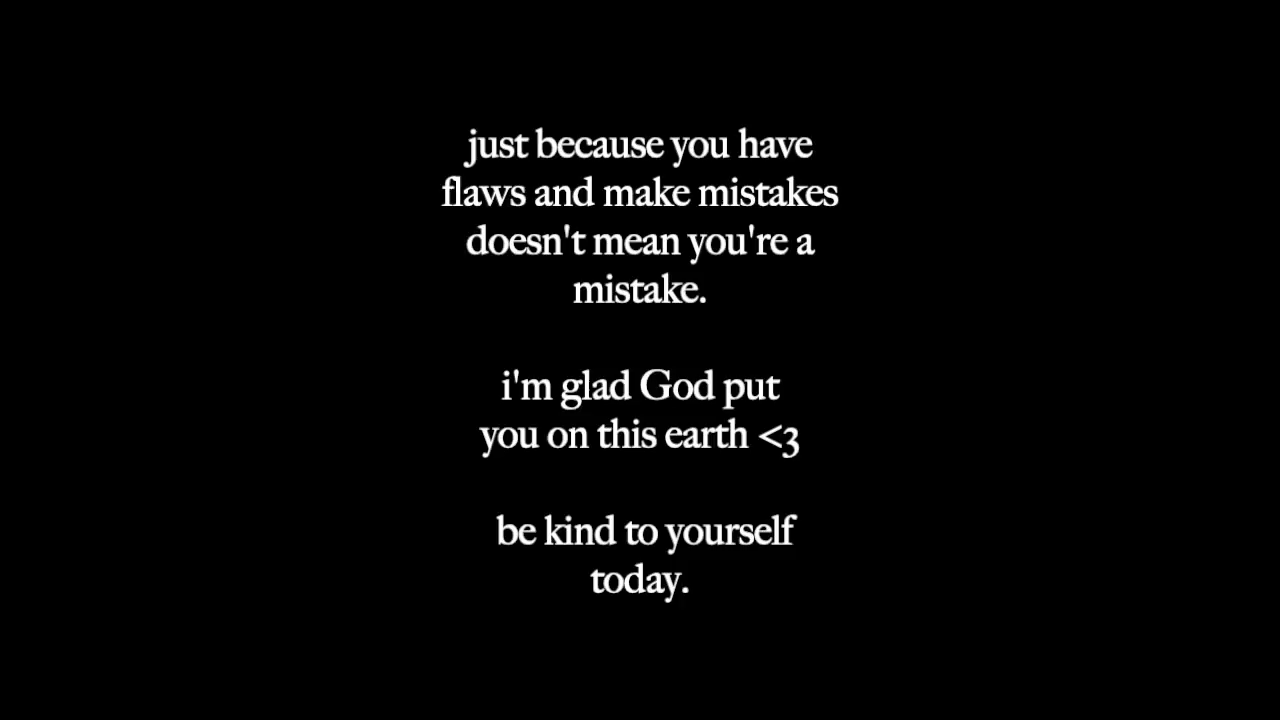 just because you have
flaws and make mistakes
doesn't mean you're a
mistake.
i'm glad God put
you on this earth <3
be kind to yourself
today.